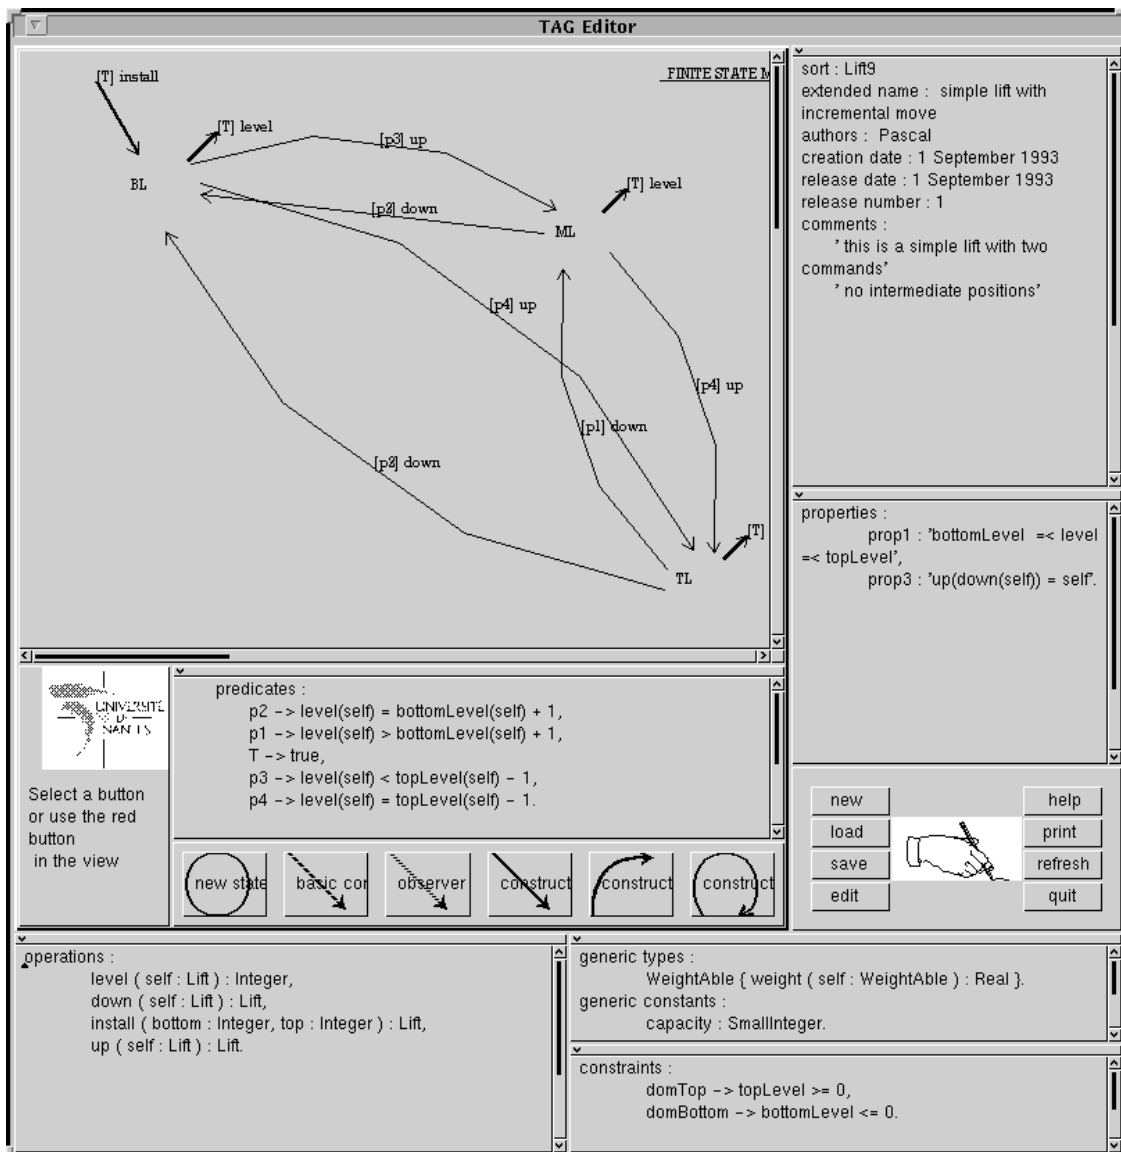 TAG Editor
[T] install
FINITE STATE M
[T] level
[p3] up
BL
[T] level
down
ML
[p4] up
[p4] up
[p1] down
down
TL
[T]
sort : Lift9
extended name :  simple lift with
incremental move
authors :  Pascal
creation date : 1 September 1993
release date : 1 September 1993
release number : 1
comments :
' this is a simple lift with two
commands'
' no intermediate positions'
properties :
prop1 : 'bottomLevel  =< level
=< topLevel',
prop3 : 'up(down(self)) = self'.
UNIVERSITE
NANTES
Select a button
or use the red
button
in the view
predicates :
p2 -> level(self) = bottomLevel(self) + 1,
p1 -> level(self) > bottomLevel(self) + 1,
T -> true,
p3 -> level(self) < topLevel(self) - 1,
p4 -> level(self) = topLevel(self) - 1.
new state
basic con
observer
construct
construct
construct
new
help
load
print
save
refresh
edit
quit
operations :
level ( self : Lift ) : Integer,
down ( self : Lift ) : Lift,
install ( bottom : Integer, top : Integer ) : Lift,
up ( self : Lift ) : Lift.
generic types :
WeightAble { weight ( self : WeightAble ) : Real }.
generic constants :
capacity : SmallInteger.
constraints :
domTop -> topLevel >= 0,
domBottom -> bottomLevel <= 0.